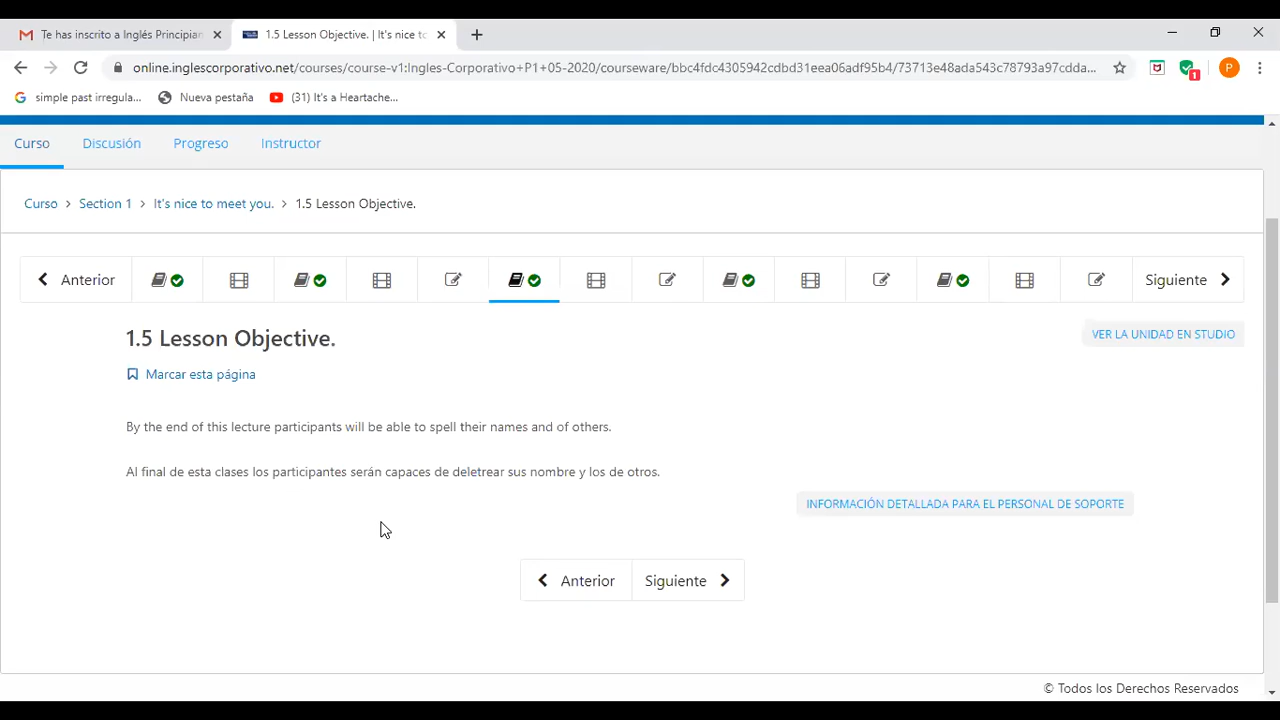 Te has inscrito a Inglés Principian
1.5 Lesson Objective. | It's nice to
online.inglescorporativo.net/courses/course-v1:Ingles-Corporativo+P1+05-2020/courseware/bbc4fdc4305942cdbd31eea06adf95b4/73713e48ada543c78793a97cdda...
P
1
simple past irregula...
Nueva pestaña
(31) It's a Heartache...
Curso
Discusión
Progreso
Instructor
Curso > Section 1 > It's nice to meet you. > 1.5 Lesson Objective.
Anterior
Siguiente
1.5 Lesson Objective.
VER LA UNIDAD EN STUDIO
Marcar esta página
By the end of this lecture participants will be able to spell their names and of others.
Al final de esta clases los participantes serán capaces de deletrear sus nombre y los de otros.
INFORMACIÓN DETALLADA PARA EL PERSONAL DE SOPORTE
Anterior
Siguiente
© Todos los Derechos Reservados